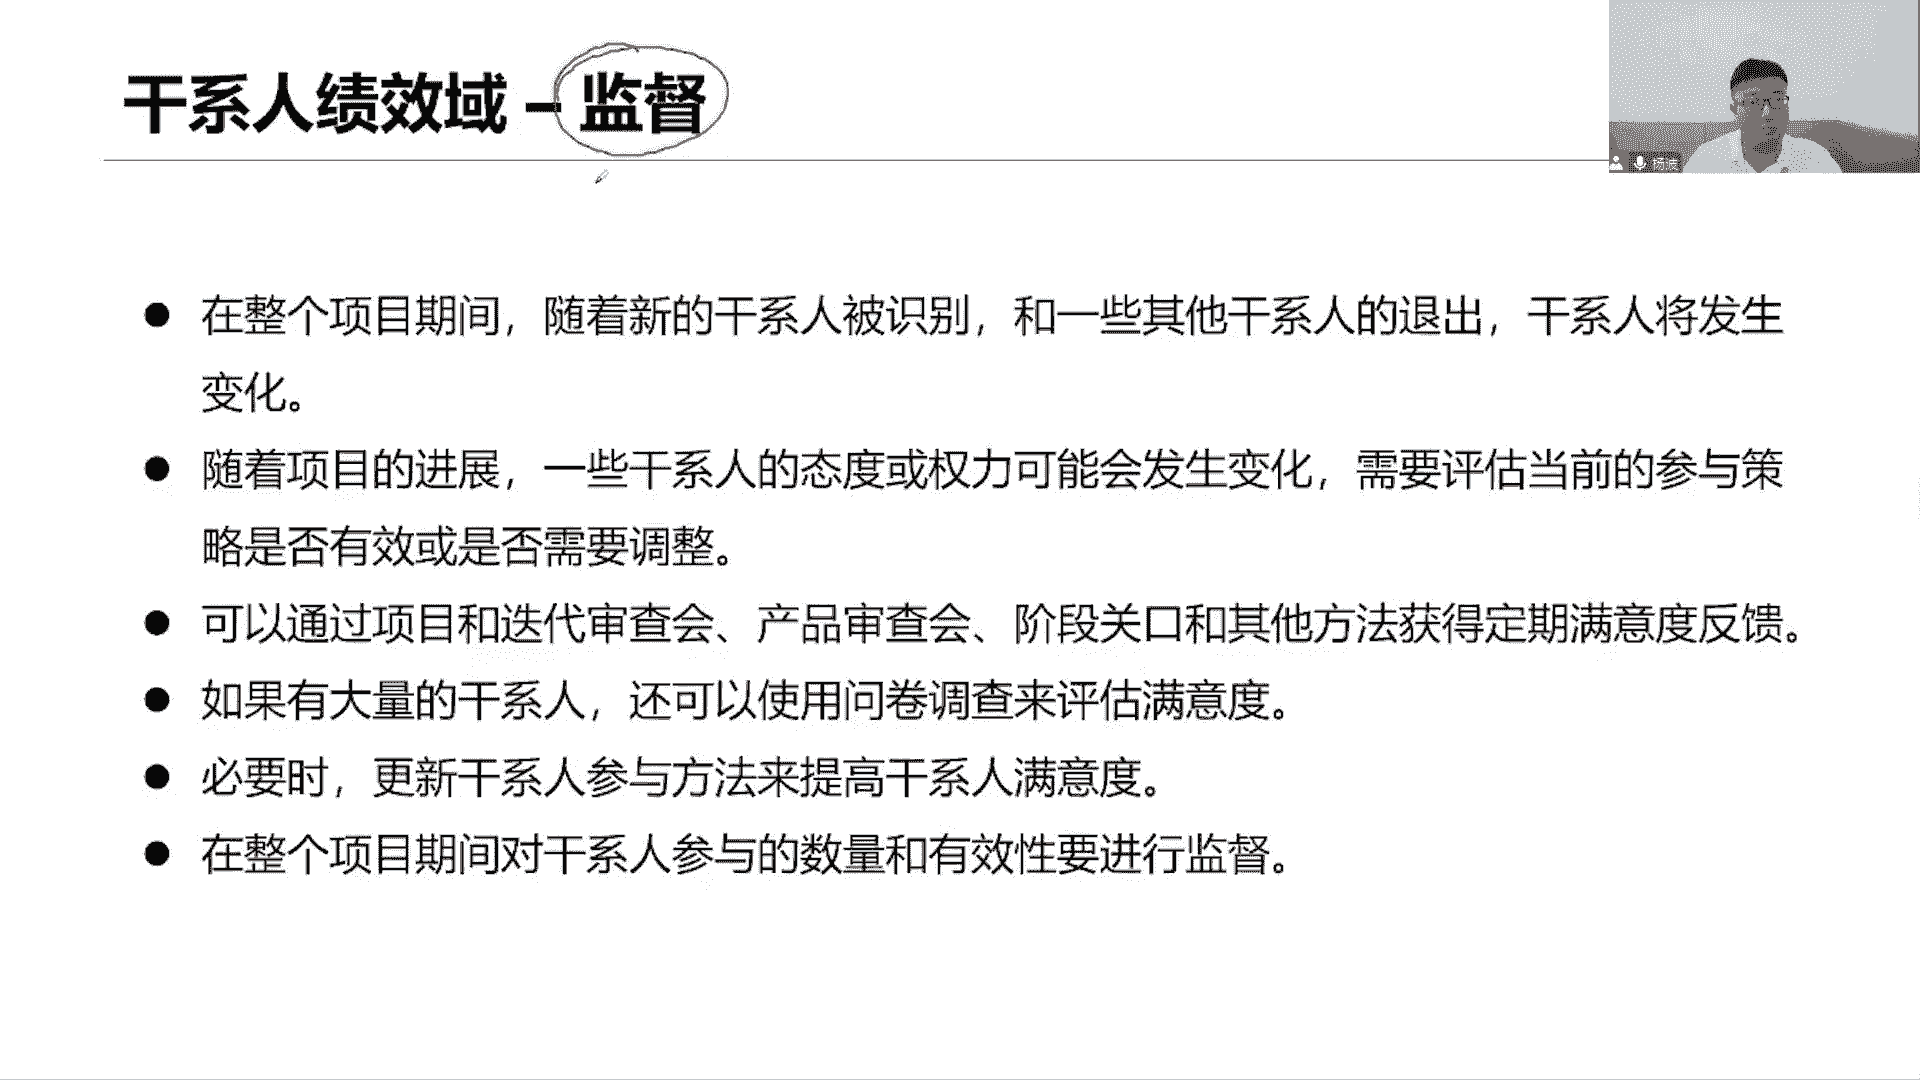 干系人绩效域 – 监督
杨波
● 在整个项目期间，随着新的干系人被识别，和一些其他干系人的退出，干系人将发生
变化。
● 随着项目的进展，一些干系人的态度或权力可能会发生变化，需要评估当前的参与策
略是否有效或是否需要调整。
● 可以通过项目和迭代审查会、产品审查会、阶段关口和其他方法获得定期满意度反馈。
● 如果有大量的干系人，还可以使用问卷调查来评估满意度。
● 必要时，更新干系人参与方法来提高干系人满意度。
● 在整个项目期间对干系人参与的数量和有效性要进行监督。